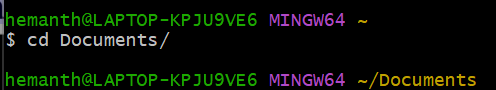 hemanth@LAPTOP-KPJU9VE6 MINGW64 ~
$ cd Documents/
hemanth@LAPTOP-KPJU9VE6 MINGW64 ~/Documents